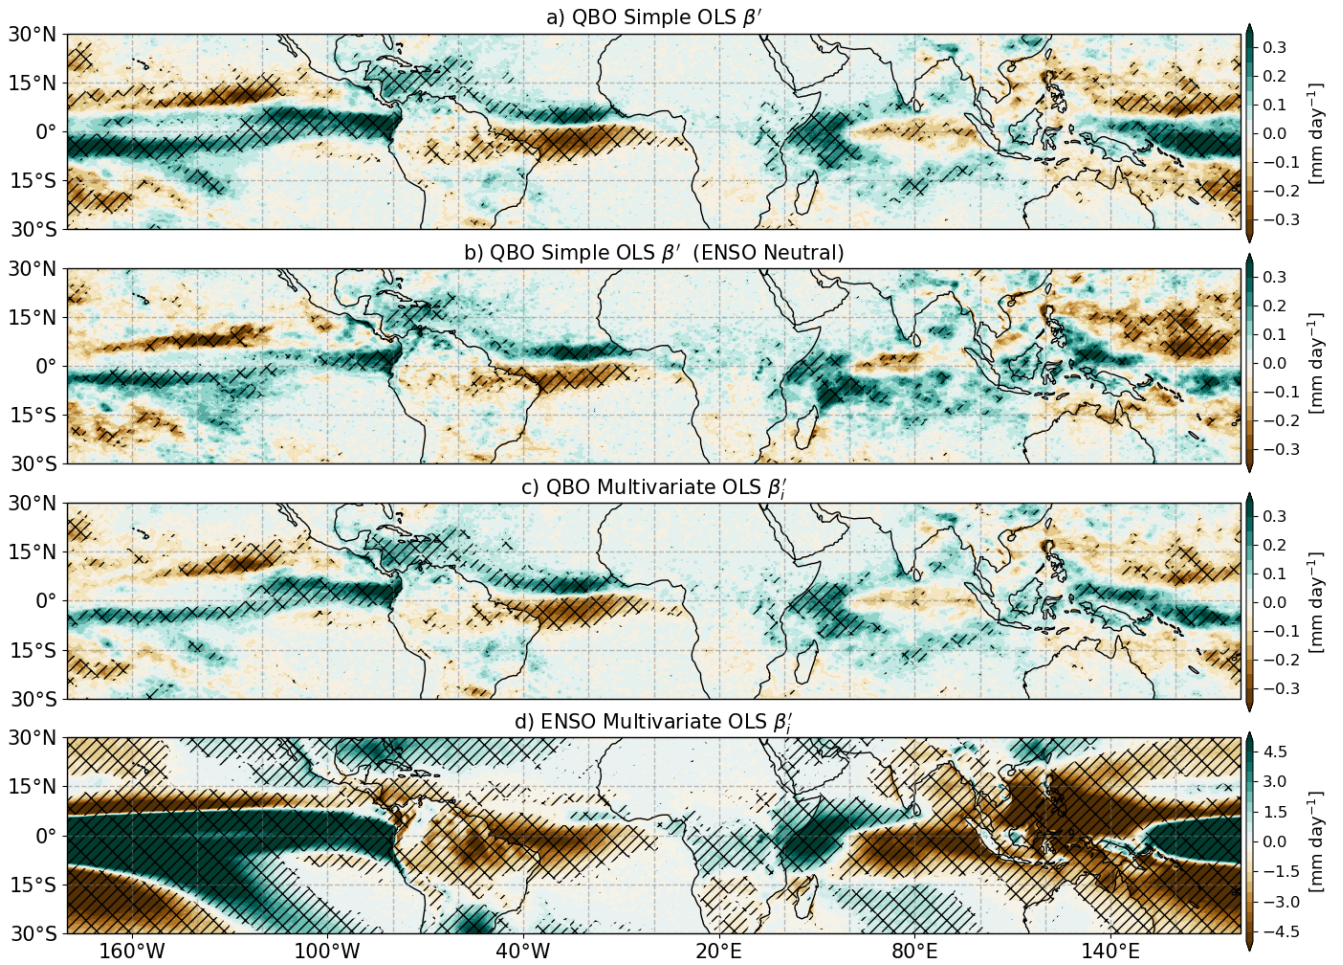 a) QBO Simple OLS β′
30°N
15°N
0°
15°S
30°S
0.3
0.2
0.1
0.0
−0.1
−0.2
−0.3
[mm day⁻¹]
b) QBO Simple OLS β′ (ENSO Neutral)
30°N
15°N
0°
15°S
30°S
0.3
0.2
0.1
0.0
−0.1
−0.2
−0.3
[mm day⁻¹]
c) QBO Multivariate OLS β′ᵢ
30°N
15°N
0°
15°S
30°S
0.3
0.2
0.1
0.0
−0.1
−0.2
−0.3
[mm day⁻¹]
d) ENSO Multivariate OLS β′ᵢ
30°N
15°N
0°
15°S
30°S
4.5
3.0
1.5
0.0
−1.5
−3.0
−4.5
[mm day⁻¹]
160°W 100°W 40°W 20°E 80°E 140°E